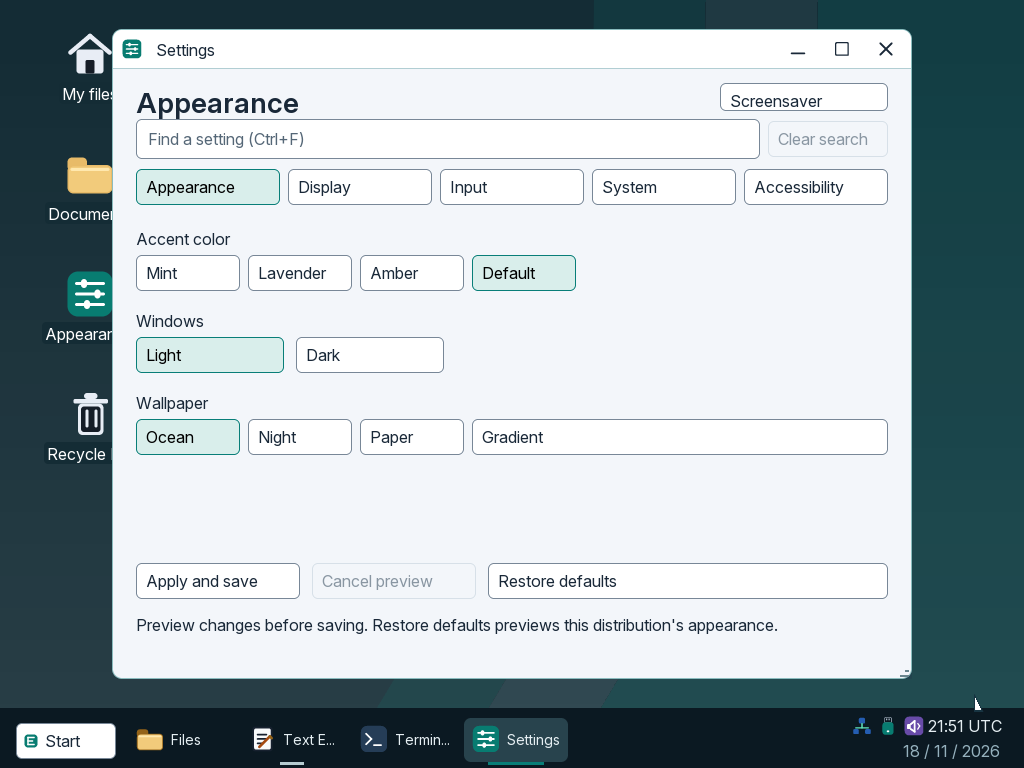 Settings
My files
Appearance
Screensaver
Find a setting (Ctrl+F)
Clear search
Appearance
Display
Input
System
Accessibility
Accent color
Mint
Lavender
Amber
Default
Windows
Light
Dark
Wallpaper
Ocean
Night
Paper
Gradient
Recycle
Apply and save
Cancel preview
Restore defaults
Preview changes before saving. Restore defaults previews this distribution's appearance.
Start
Files
Text E...
Termin...
Settings
21:51 UTC
18 / 11 / 2026